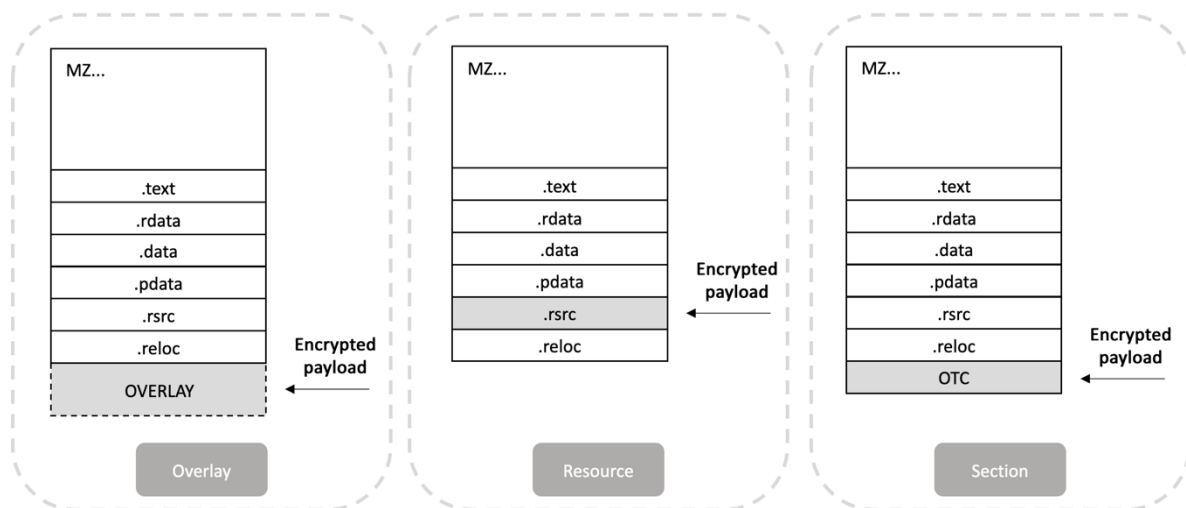 MZ...
.text
.rdata
.data
.pdata
.rsrc
.reloc
OVERLAY
Encrypted
payload
Overlay
MZ...
.text
.rdata
.data
.pdata
.rsrc
.reloc
Encrypted
payload
Resource
MZ...
.text
.rdata
.data
.pdata
.rsrc
.reloc
OTC
Encrypted
payload
Section